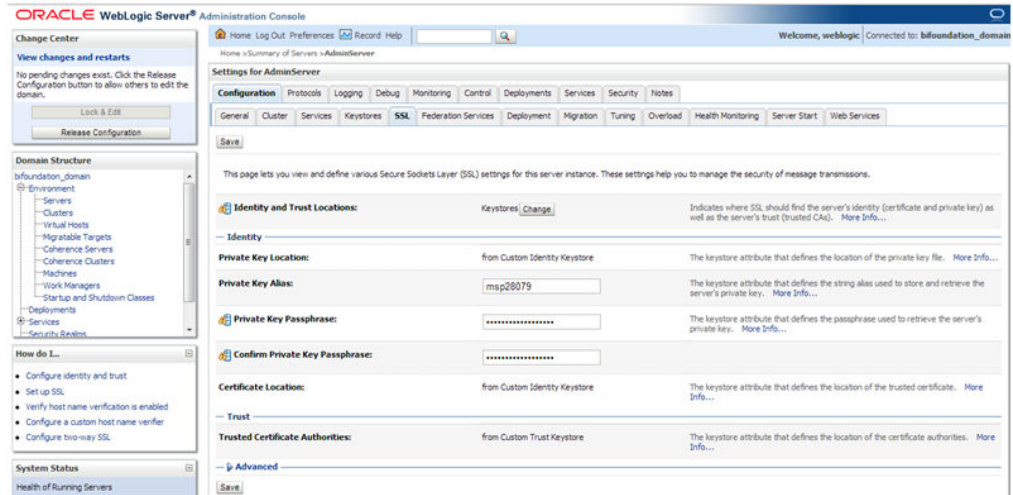 ORACLE WebLogic Server® Administration Console
Change Center
View changes and restarts
No pending changes exist. Click the Release
Configuration button to allow others to edit the
domain.
Lock & Edit
Release Configuration
Domain Structure
bifoundation_domain
Environment
Servers
Clusters
Virtual Hosts
Migratable Targets
Coherence Servers
Coherence Clusters
Machines
Work Managers
Startup and Shutdown Classes
Deployments
Services
Security Realms
How do I...
Configure identity and trust
Set up SSL
Verify host name verification is enabled
Configure a custom host name verifier
Configure two-way SSL
System Status
Health of Running Servers
Home Log Out Preferences Record Help
Welcome, weblogic Connected to: bifoundation_domain
Home >Summary of Servers >AdminServer
Settings for AdminServer
Configuration Protocols Logging Debug Monitoring Control Deployments Services Security Notes
General Cluster Services Keystores SSL Federation Services Deployment Migration Tuning Overload Health Monitoring Server Start Web Services
Save
This page lets you view and define various Secure Sockets Layer (SSL) settings for this server instance. These settings help you to manage the security of message transmissions.
Identity and Trust Locations: Keystores Change Indicates where SSL should find the server's identity (certificate and private key) as
well as the server's trust (trusted CAs). More Info...
Identity
Private Key Location: from Custom Identity Keystore The keystore attribute that defines the location of the private key file. More Info...
Private Key Alias: msp28079 The keystore attribute that defines the string alias used to store and retrieve the
server's private key. More Info...
Private Key Passphrase: •••••••••••••••••• The keystore attribute that defines the passphrase used to retrieve the server's
private key. More Info...
Confirm Private Key Passphrase: ••••••••••••••••••
Certificate Location: from Custom Identity Keystore The keystore attribute that defines the location of the trusted certificate. More
Info...
Trust
Trusted Certificate Authorities: from Custom Trust Keystore The keystore attribute that defines the location of the certificate authorities. More
Info...
Advanced
Save